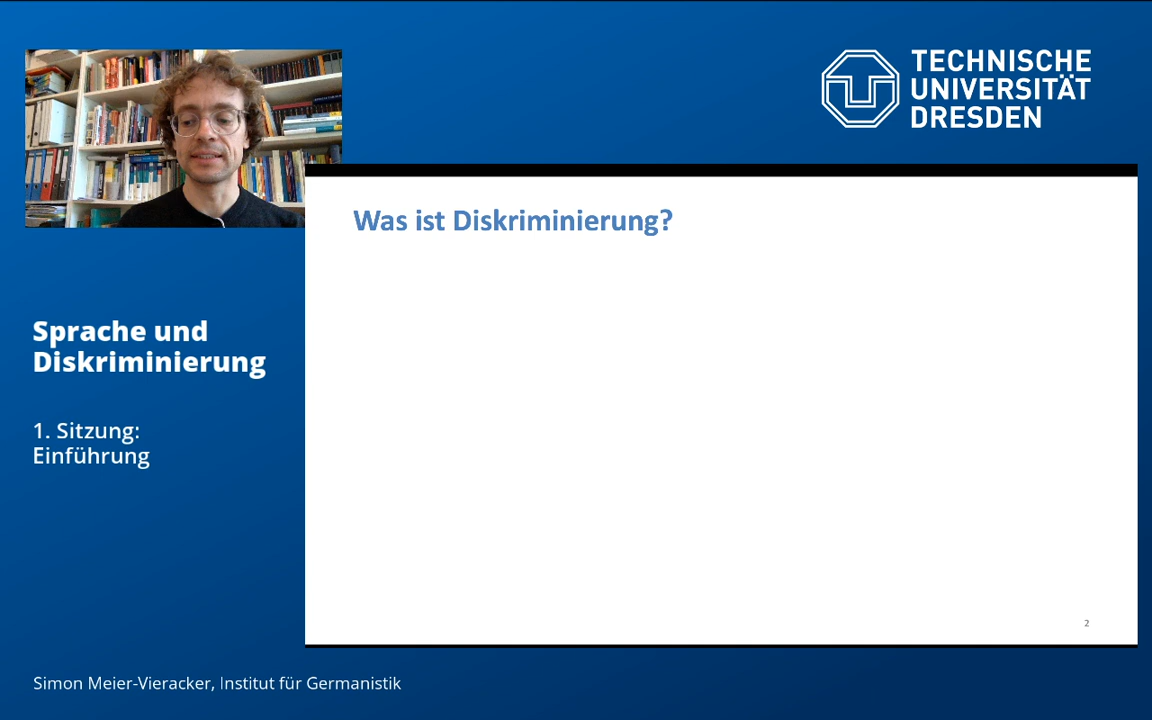 TECHNISCHE
UNIVERSITÄT
DRESDEN
Was ist Diskriminierung?
Sprache und
Diskriminierung
1. Sitzung:
Einführung
2
Simon Meier-Vieracker, Institut für Germanistik